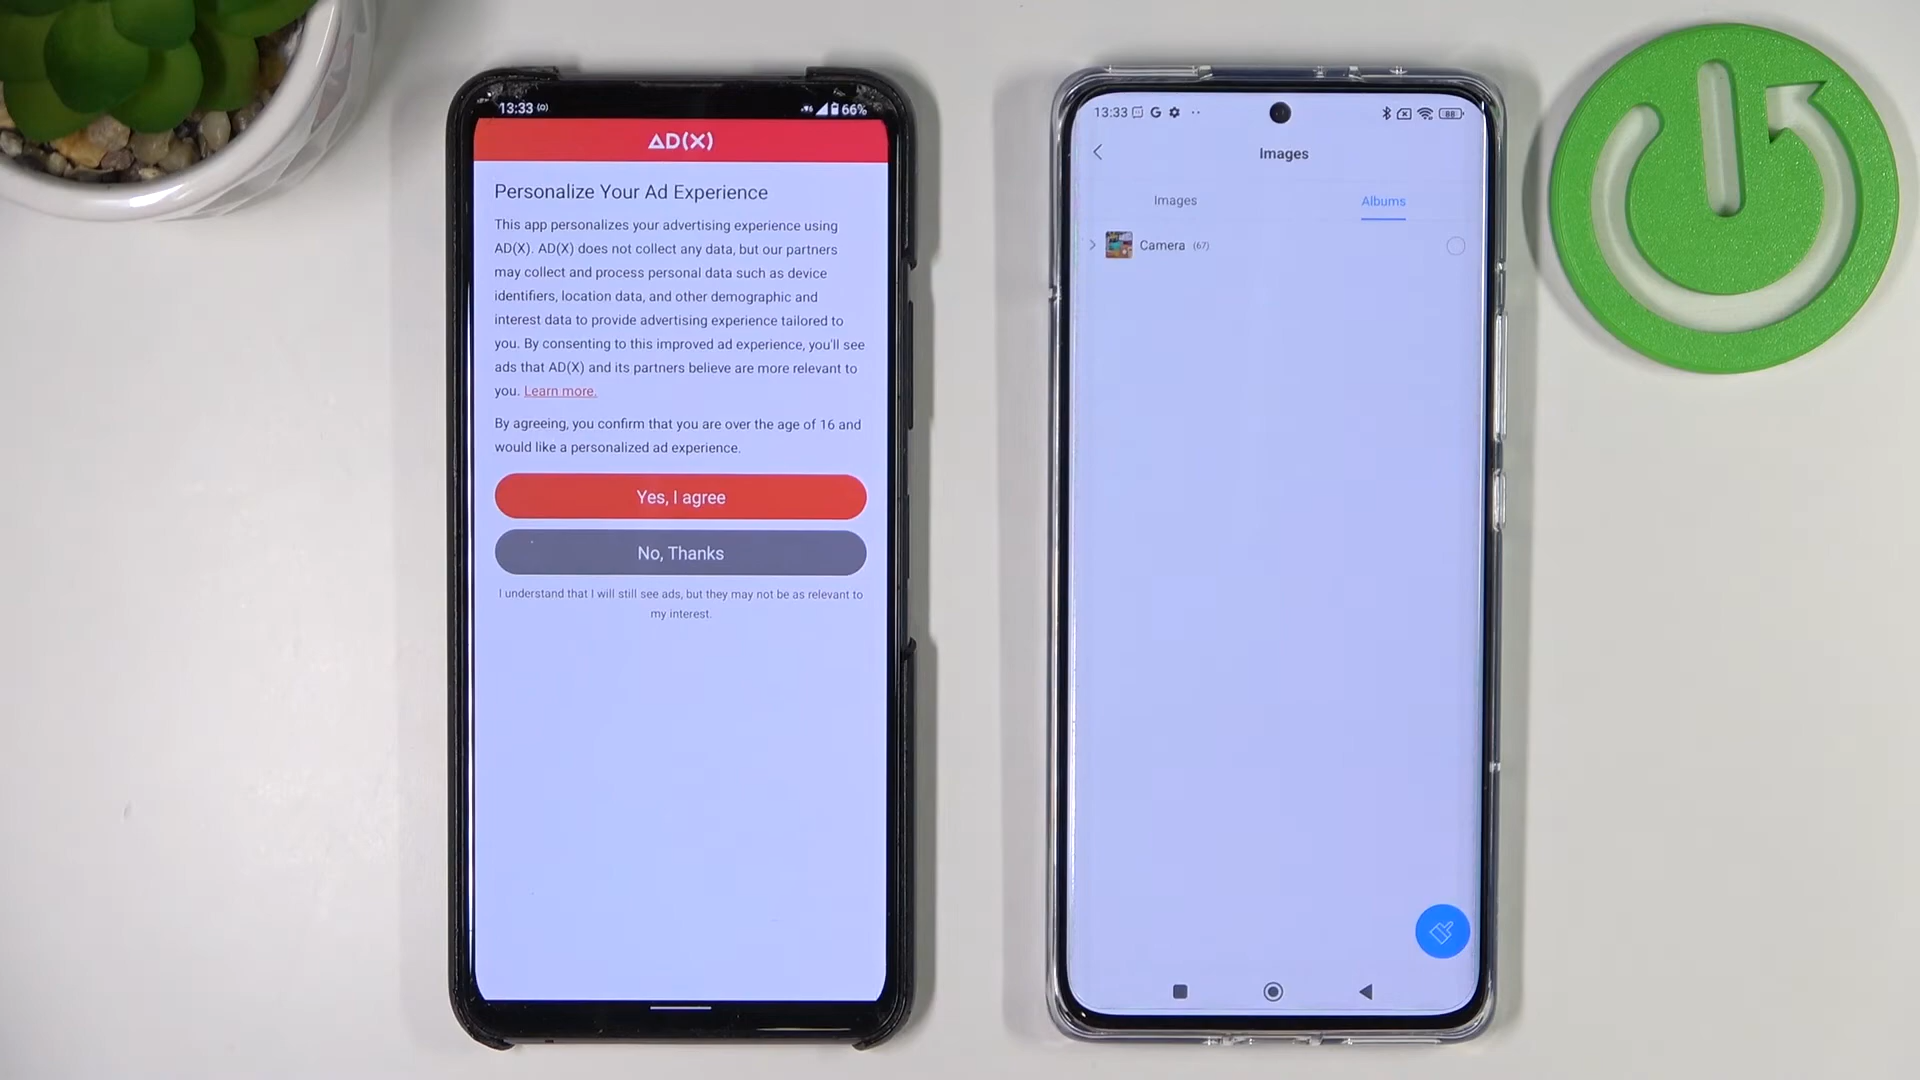 13:33
66%
AD(X)
Personalize Your Ad Experience
This app personalizes your advertising experience using
AD(X). AD(X) does not collect any data, but our partners
may collect and process personal data such as device
identifiers, location data, and other demographic and
interest data to provide advertising experience tailored to
you. By consenting to this improved ad experience, you'll see
ads that AD(X) and its partners believe are more relevant to
you. Learn more.
By agreeing, you confirm that you are over the age of 16 and
would like a personalized ad experience.
Yes, I agree
No, Thanks
I understand that I will still see ads, but they may not be as relevant to
my interest.
13:33 G
88
Images
Images
Albums
Camera (67)